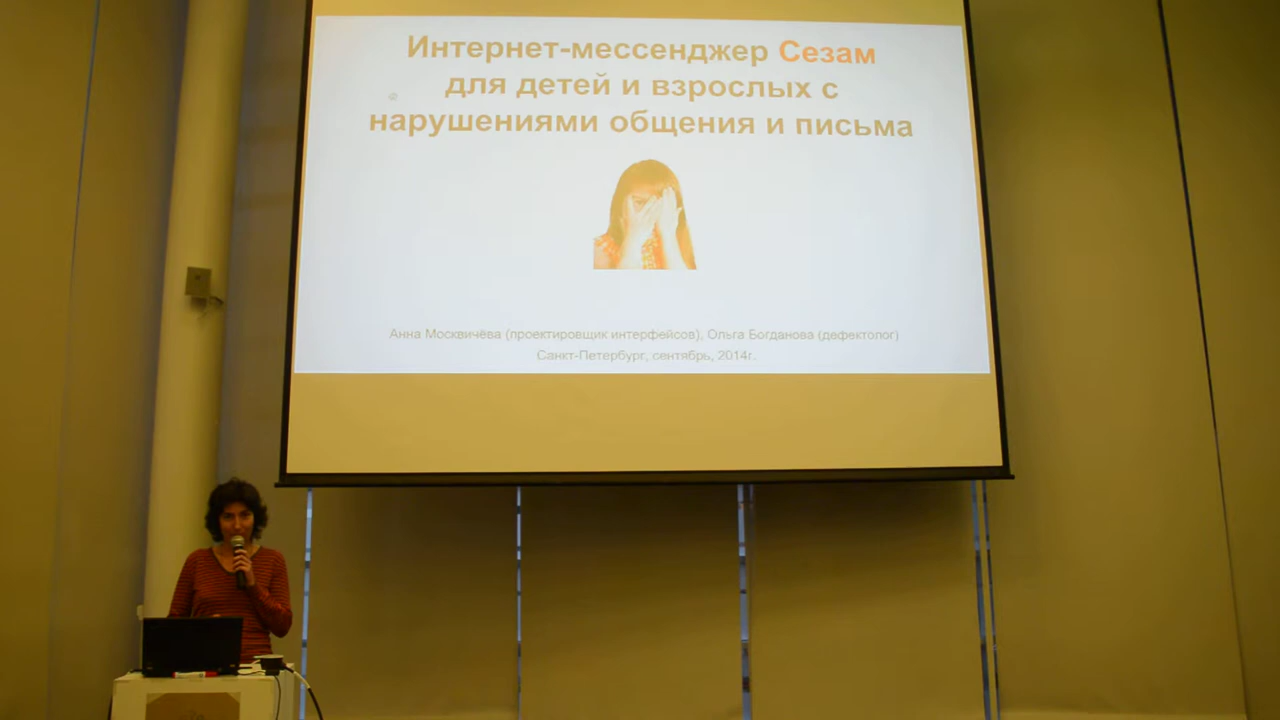 Интернет-мессенджер Сезам
для детей и взрослых с
нарушениями общения и письма
Анна Москвичёва (проектировщик интерфейсов), Ольга Богданова (дефектолог)
Санкт-Петербург, сентябрь, 2014г.